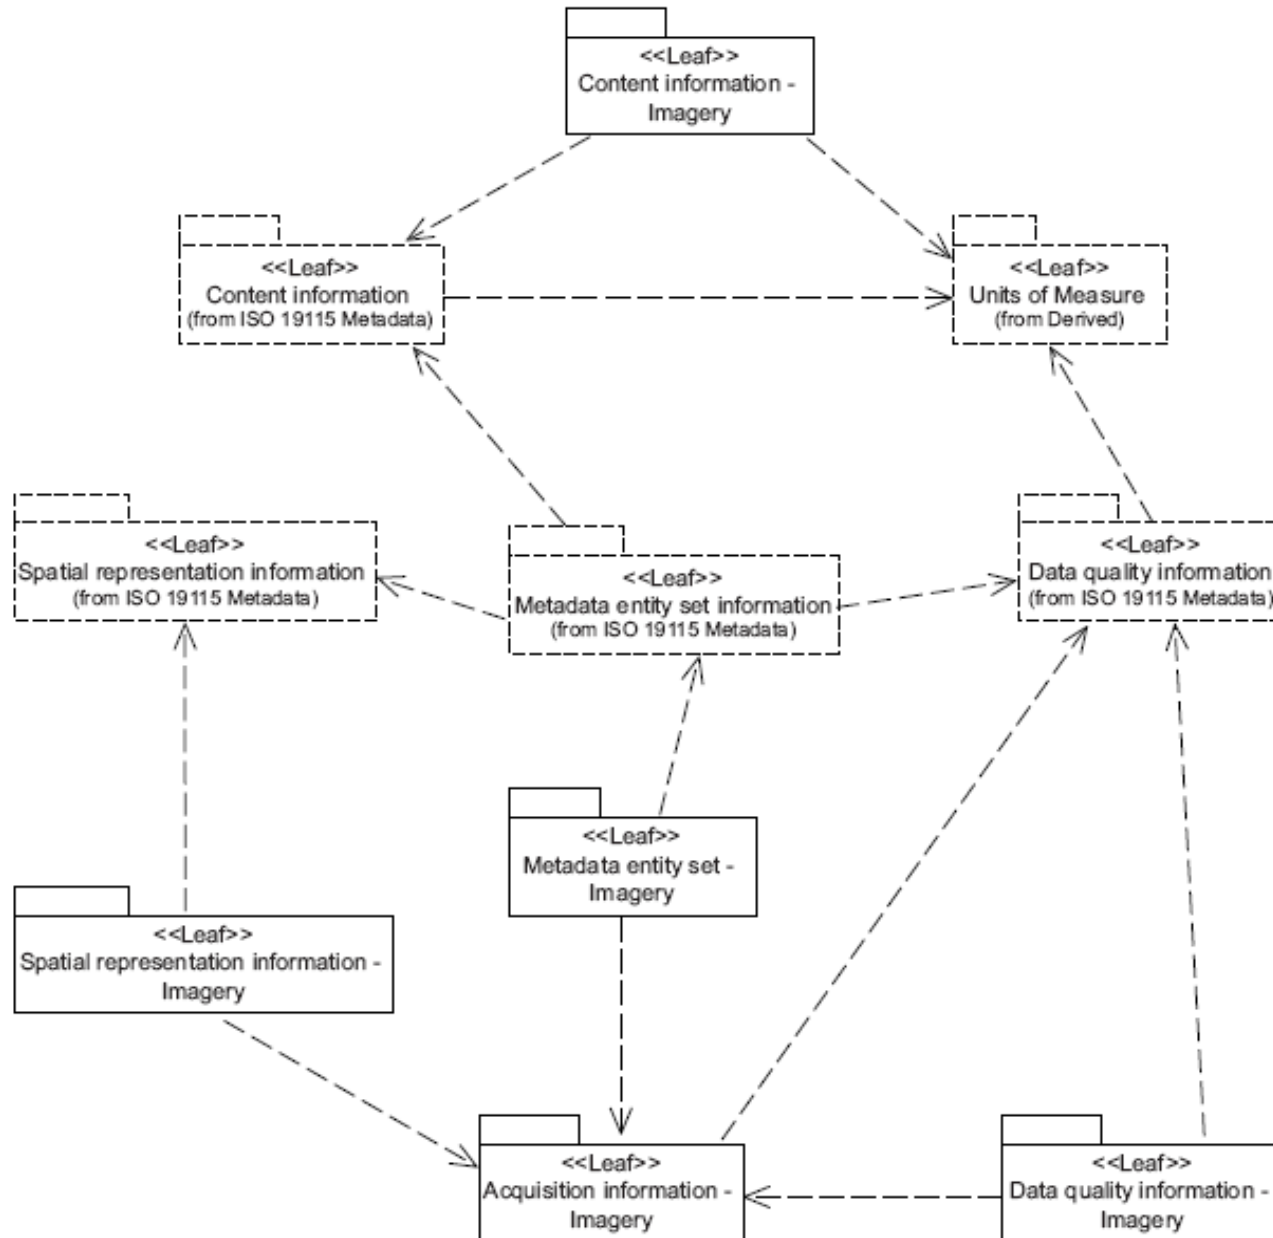 <<Leaf>>
Content information -
Imagery
<<Leaf>>
Content information
(from ISO 19115 Metadata)
<<Leaf>>
Units of Measure
(from Derived)
<<Leaf>>
Spatial representation information
(from ISO 19115 Metadata)
<<Leaf>>
Metadata entity set information
(from ISO 19115 Metadata)
<<Leaf>>
Data quality information
(from ISO 19115 Metadata)
<<Leaf>>
Metadata entity set -
Imagery
<<Leaf>>
Spatial representation information -
Imagery
<<Leaf>>
Acquisition information -
Imagery
<<Leaf>>
Data quality information -
Imagery